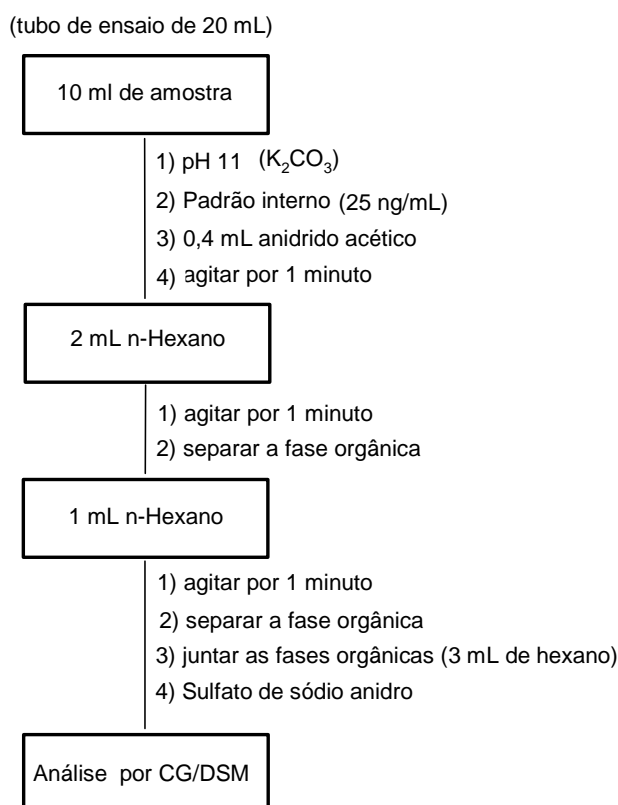 (tubo de ensaio de 20 mL)
10 ml de amostra
1) pH 11 (K₂CO₃)
2) Padrão interno (25 ng/mL)
3) 0,4 mL anidrido acético
4) agitar por 1 minuto
2 mL n-Hexano
1) agitar por 1 minuto
2) separar a fase orgânica
1 mL n-Hexano
1) agitar por 1 minuto
2) separar a fase orgânica
3) juntar as fases orgânicas (3 mL de hexano)
4) Sulfato de sódio anidro
Análise por CG/DSM